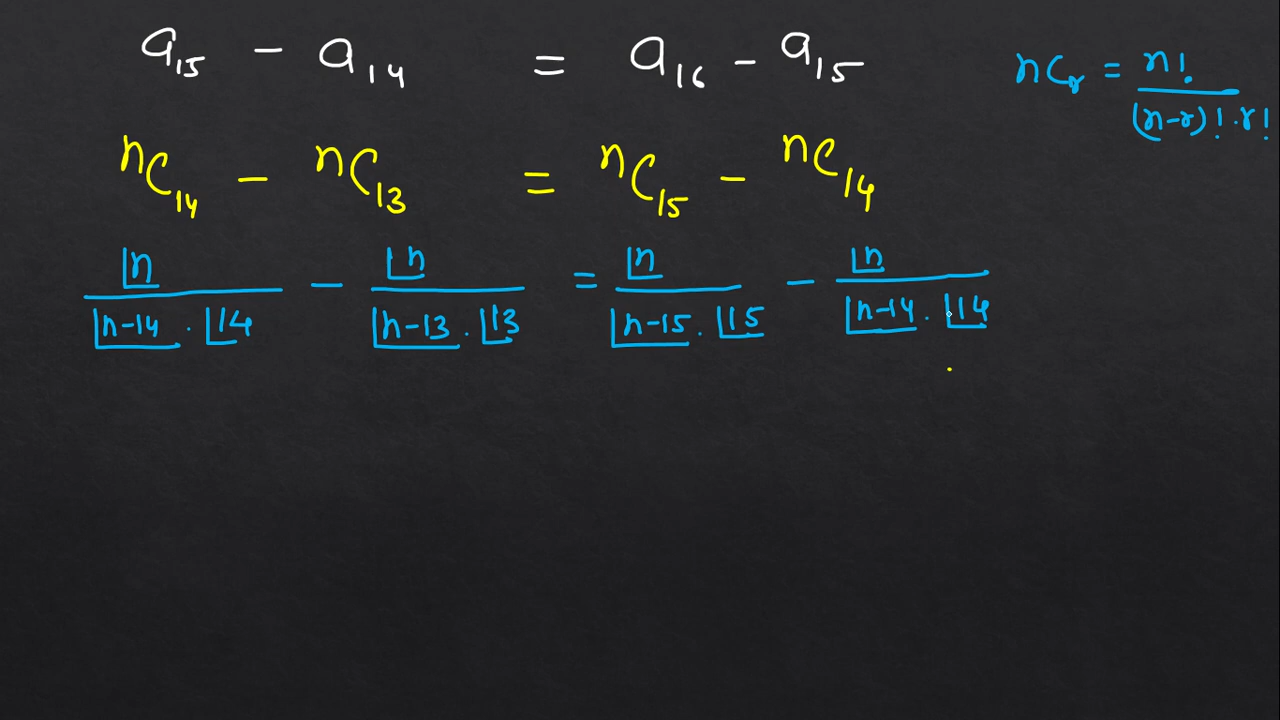 a₁₅ - a₁₄ = a₁₆ - a₁₅
nCᵣ = n! / (n-r)!.r!
ⁿC₁₄ - ⁿC₁₃ = ⁿC₁₅ - ⁿC₁₄
⌊n / ⌊n-14 . ⌊14 - ⌊n / ⌊n-13 . ⌊13 = ⌊n / ⌊n-15 . ⌊15 - ⌊n / ⌊n-14 . ⌊14